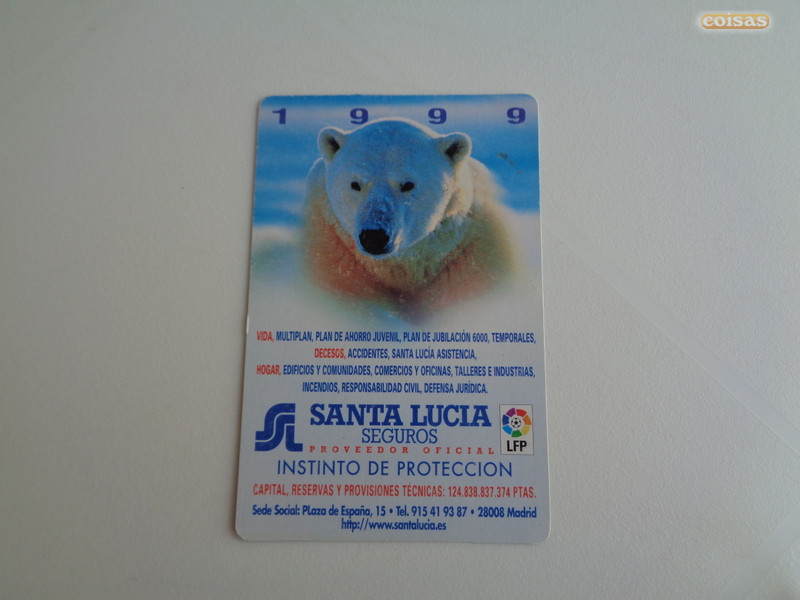 coisas
1 9 9 9
VIDA, MULTIPLAN, PLAN DE AHORRO JUVENIL, PLAN DE JUBILACIÓN 6000, TEMPORALES,
DECESOS, ACCIDENTES, SANTA LUCÍA ASISTENCIA,
HOGAR, EDIFICIOS Y COMUNIDADES, COMERCIOS Y OFICINAS, TALLERES E INDUSTRIAS,
INCENDIOS, RESPONSABILIDAD CIVIL, DEFENSA JURÍDICA.
SANTA LUCIA
SEGUROS
PROVEEDOR OFICIAL
LFP
INSTINTO DE PROTECCION
CAPITAL, RESERVAS Y PROVISIONES TÉCNICAS: 124.838.837.374 PTAS.
Sede Social: PLaza de España, 15 • Tel. 915 41 93 87 • 28008 Madrid
http://www.santalucia.es